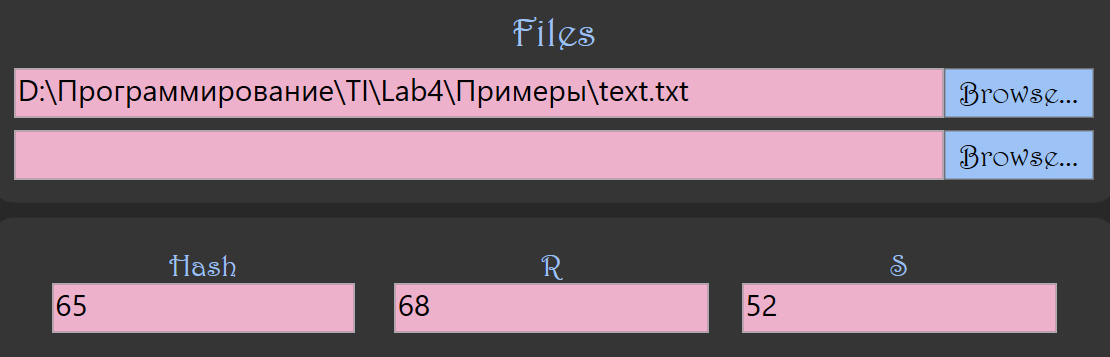 Files
D:\Программирование\TI\Lab4\Примеры\text.txt Browse...
Browse...
Hash R S
65 68 52